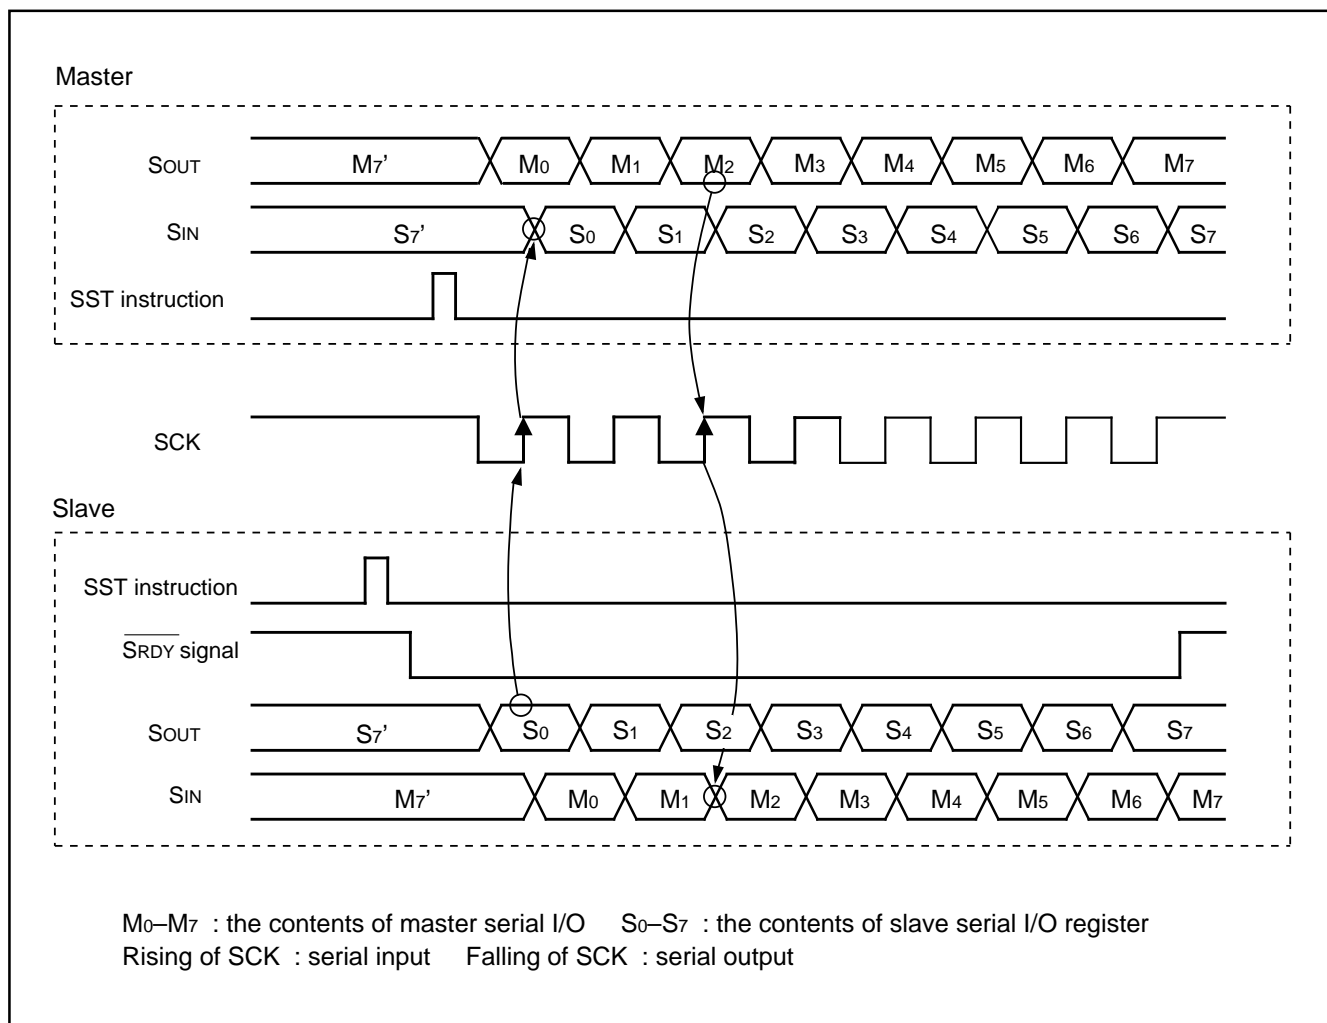 Master
SOUT M7’ M0 M1 M2 M3 M4 M5 M6 M7
SIN S7’ S0 S1 S2 S3 S4 S5 S6 S7
SST instruction
SCK
Slave
SST instruction
SRDY signal
SOUT S7’ S0 S1 S2 S3 S4 S5 S6 S7
SIN M7’ M0 M1 M2 M3 M4 M5 M6 M7
M0–M7 : the contents of master serial I/O S0–S7 : the contents of slave serial I/O register
Rising of SCK : serial input Falling of SCK : serial output